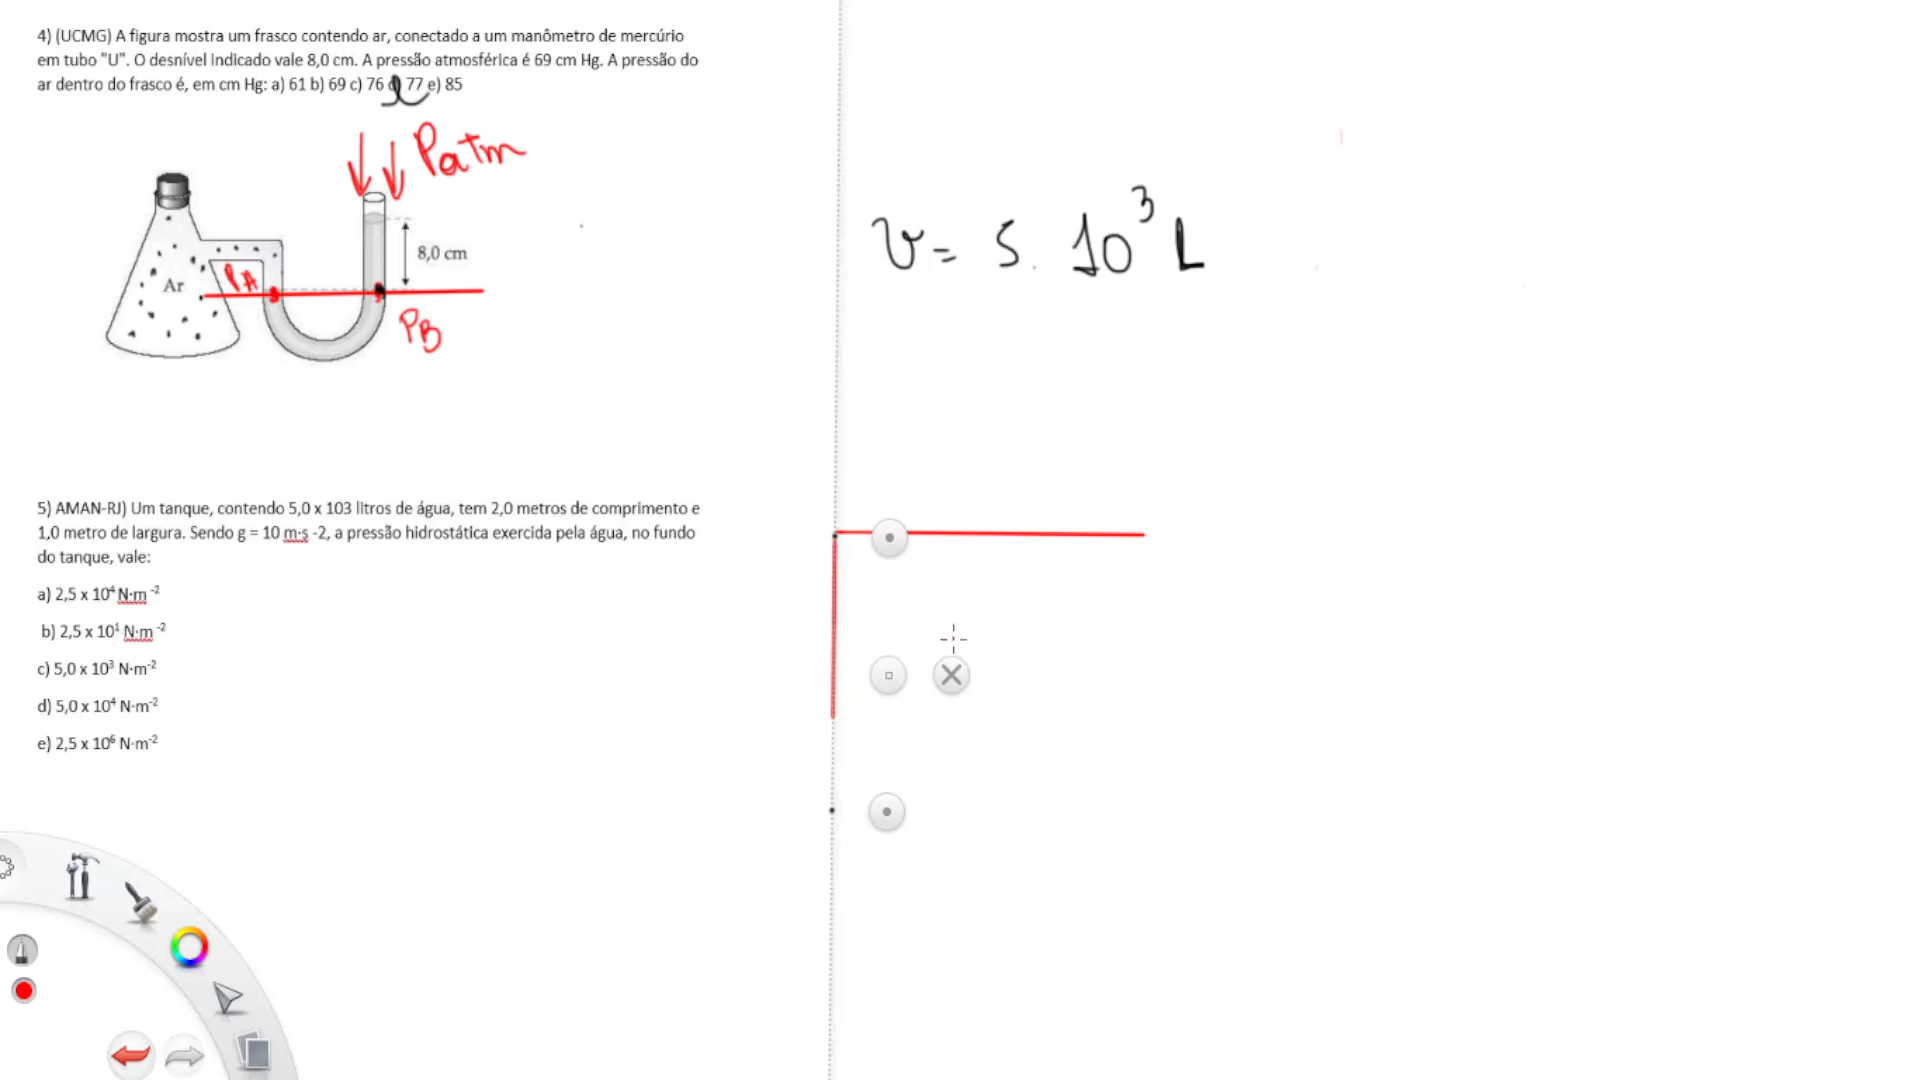 4) (UCMG) A figura mostra um frasco contendo ar, conectado a um manômetro de mercúrio
em tubo "U". O desnível indicado vale 8,0 cm. A pressão atmosférica é 69 cm Hg. A pressão do
ar dentro do frasco é, em cm Hg: a) 61 b) 69 c) 76 d) 77 e) 85
Patm
8,0 cm
PA
Ar
PB
V = 5. 10³ L
5) AMAN-RJ) Um tanque, contendo 5,0 x 103 litros de água, tem 2,0 metros de comprimento e
1,0 metro de largura. Sendo g = 10 m·s -2, a pressão hidrostática exercida pela água, no fundo
do tanque, vale:
a) 2,5 x 10⁴ N·m ⁻²
b) 2,5 x 10¹ N·m ⁻²
c) 5,0 x 10³ N·m⁻²
d) 5,0 x 10⁴ N·m⁻²
e) 2,5 x 10⁶ N·m⁻²